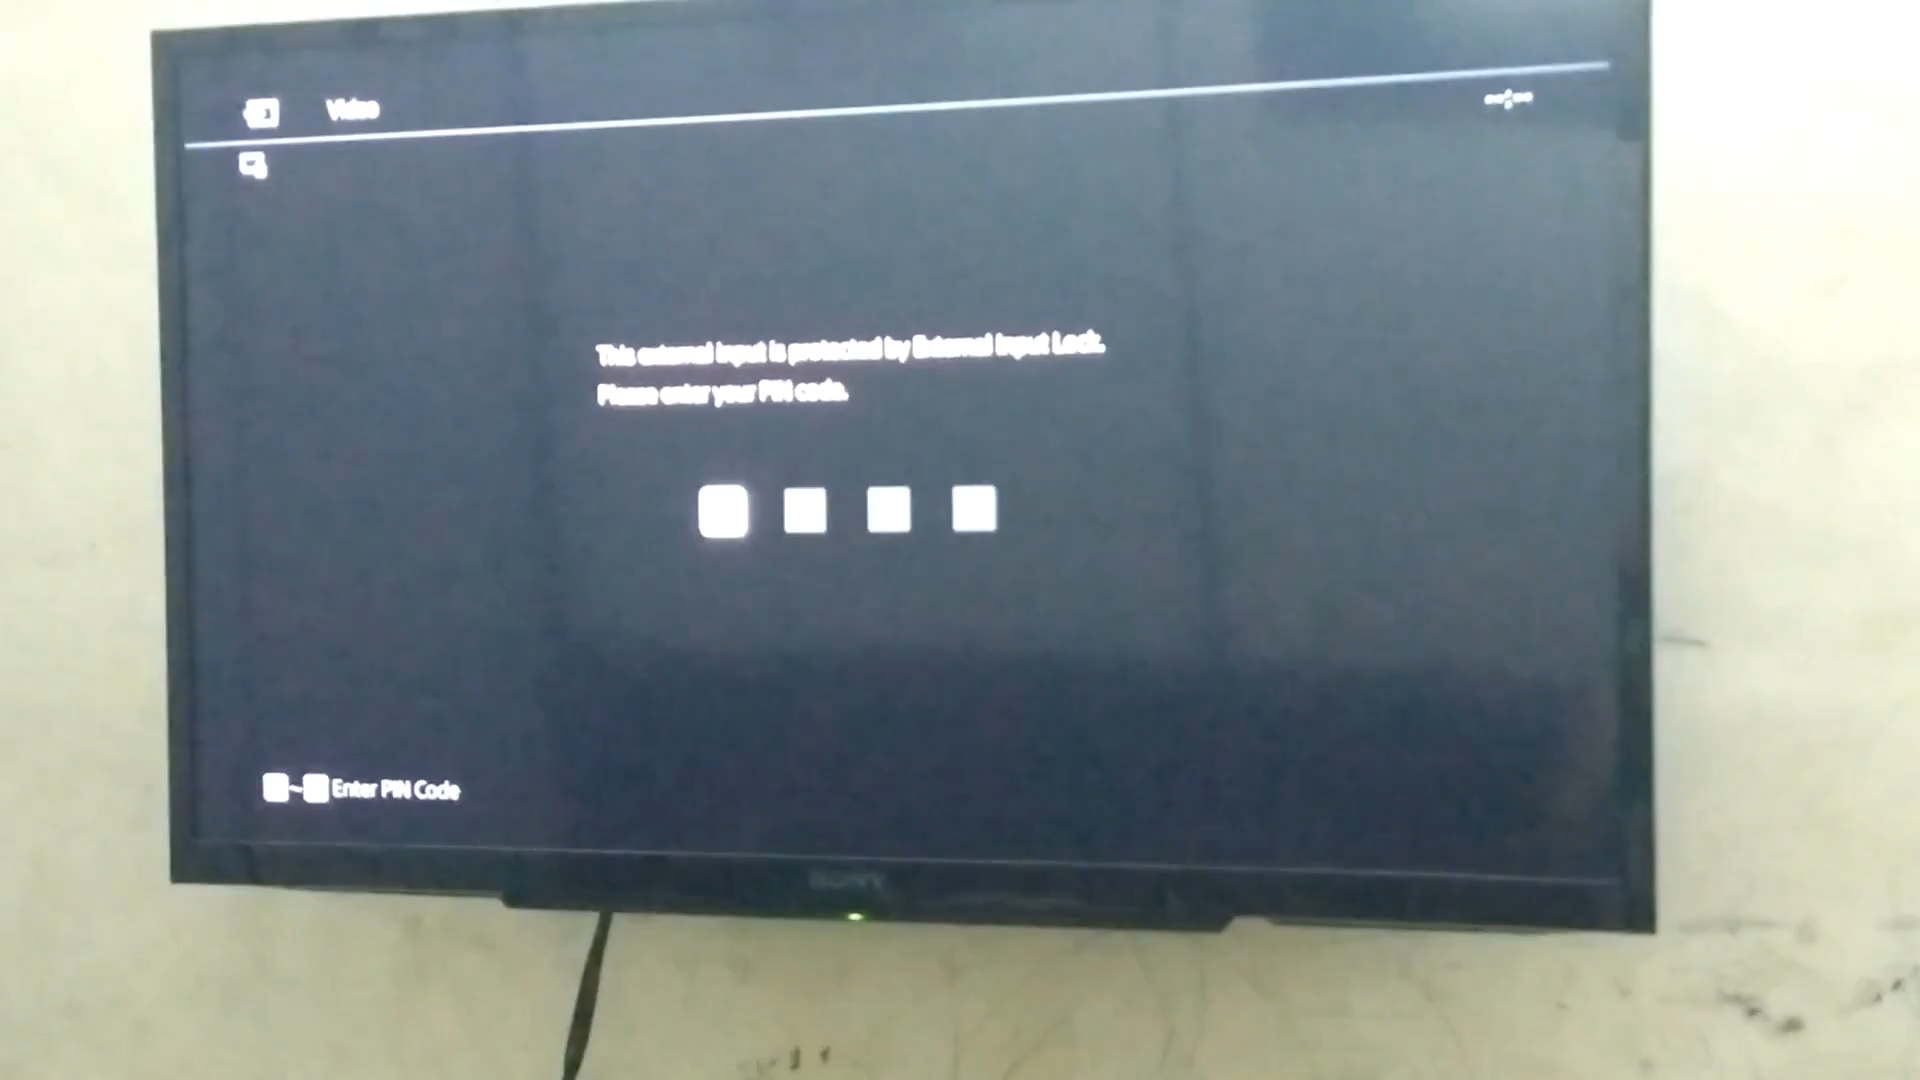 Video
--:--
This external input is protected by External Input Lock.
Please enter your PIN code.
~ Enter PIN Code
SONY